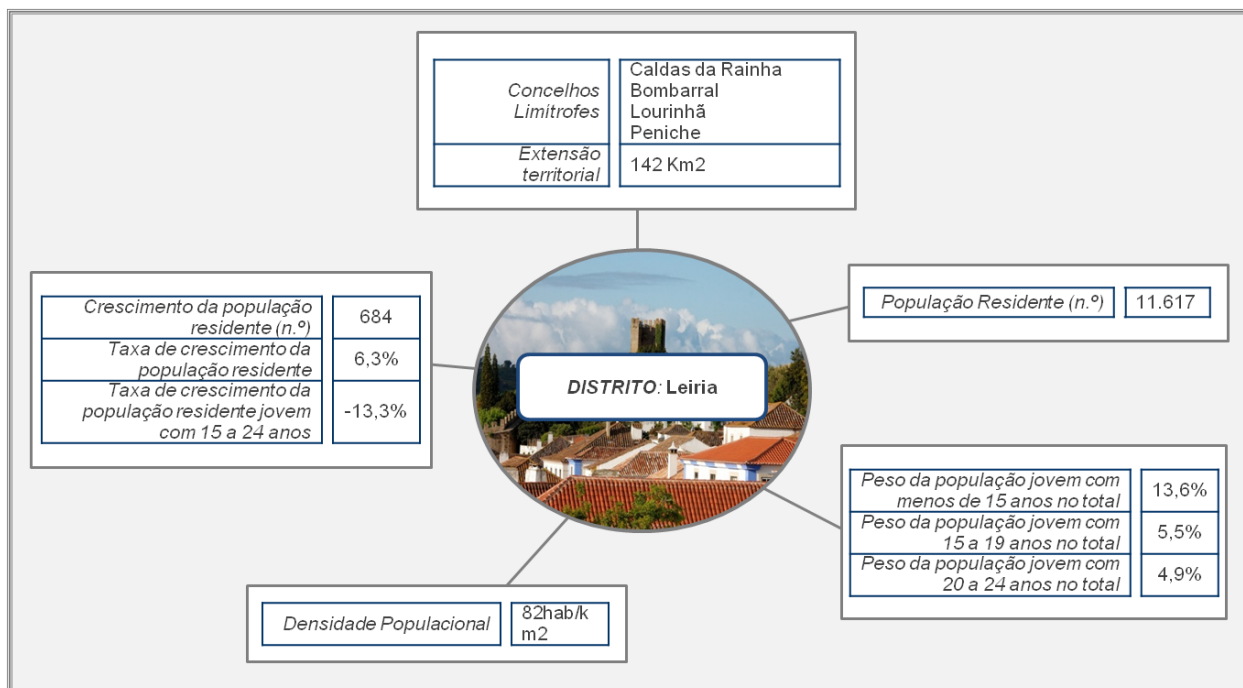 Concelhos
Limitrofes
Caldas da Rainha
Bombarral
Lourinhã
Peniche
Extensão
territorial
142 Km2
Crescimento da população
residente (n.º)
684
Taxa de crescimento da
população residente
6,3%
Taxa de crescimento da
população residente jovem
com 15 a 24 anos
-13,3%
População Residente (n.º)
11.617
DISTRITO: Leiria
Peso da população jovem com
menos de 15 anos no total
13,6%
Peso da população jovem com
15 a 19 anos no total
5,5%
Peso da população jovem com
20 a 24 anos no total
4,9%
Densidade Populacional
82hab/k
m2